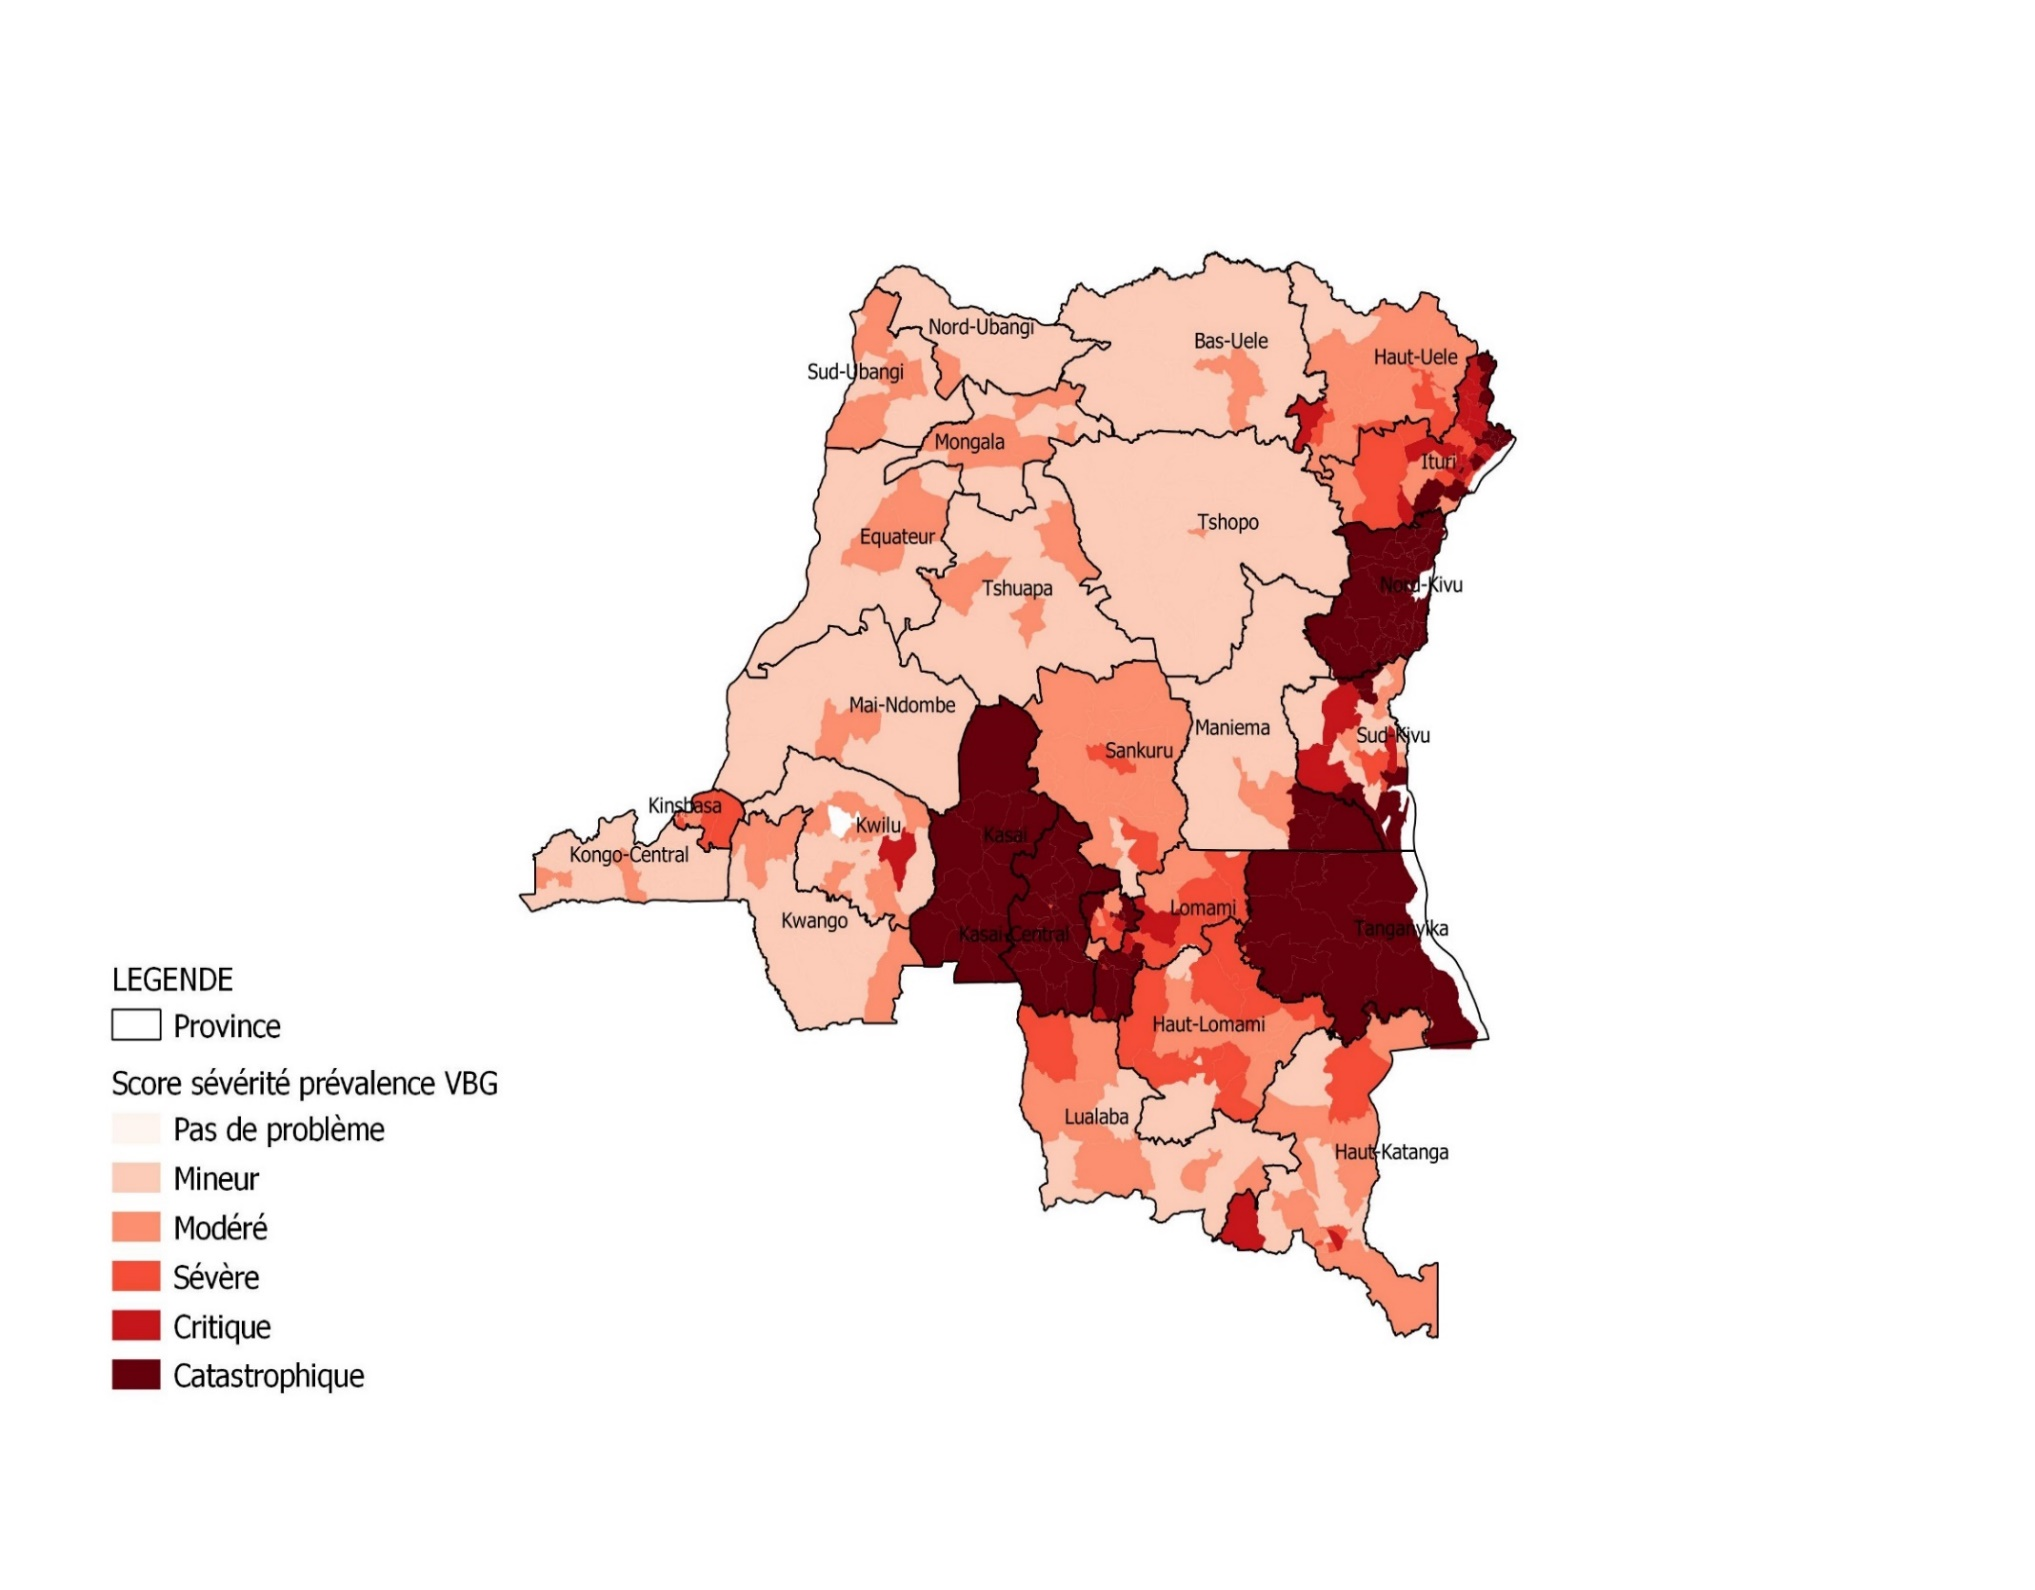 Nord-Ubangi
Bas-Uele
Haut-Uele
Sud-Ubangi
Mongala
Ituri
Tshopo
Equateur
Nord-Kivu
Tshuapa
Mai-Ndombe
Maniema
Sud-Kivu
Sankuru
Kinsbasa
Kwilu
Kasai
Kongo-Central
Lomami
Kwango
Tanganyika
Kasai-Central
Haut-Lomami
Lualaba
Haut-Katanga
LEGENDE
Province
Score sévérité prévalence VBG
Pas de problème
Mineur
Modéré
Sévère
Critique
Catastrophique